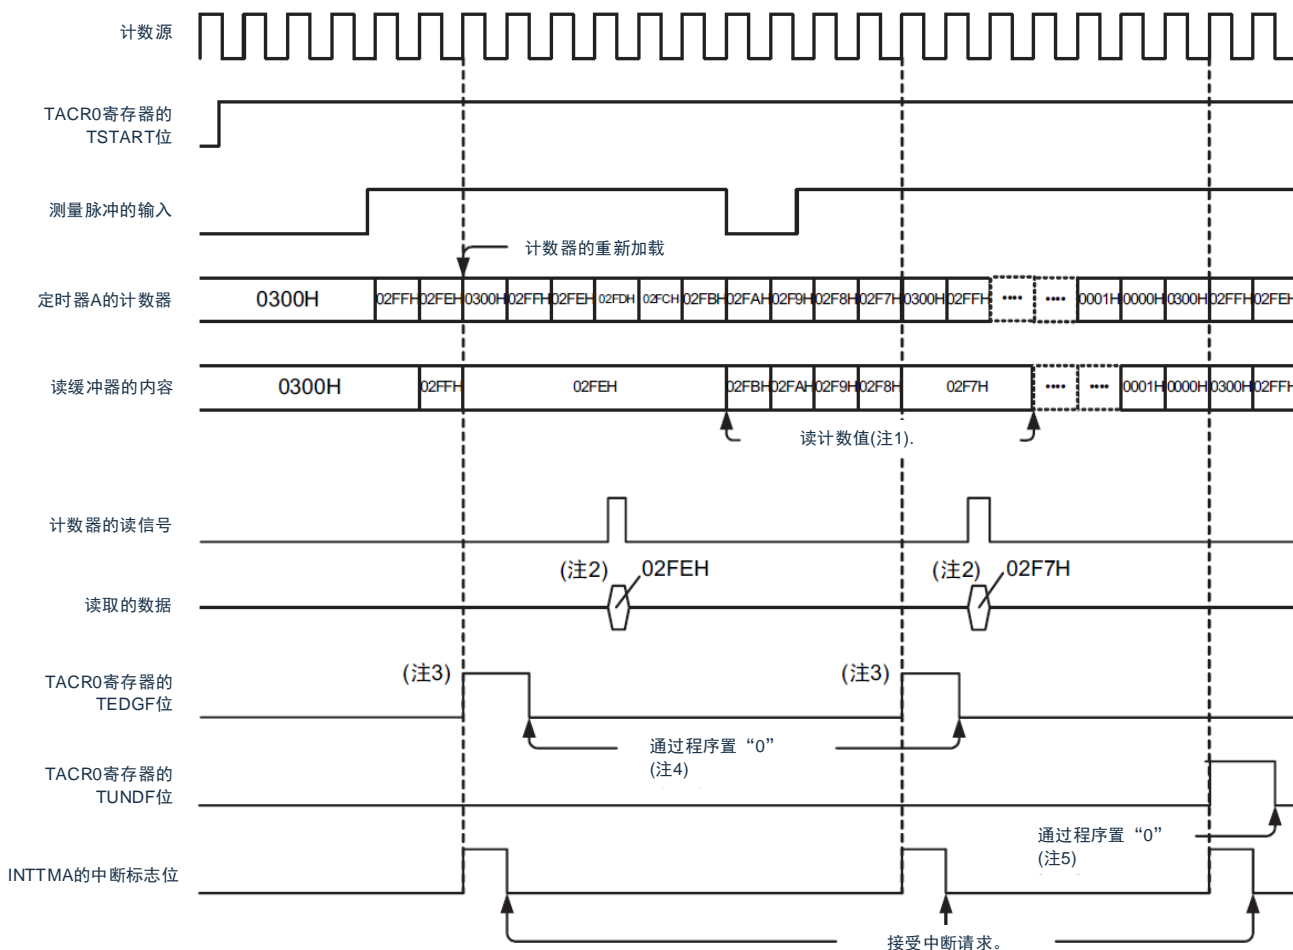 计数源
TACR0寄存器的
TSTART位
测量脉冲的输入
计数器的重新加载
定时器A的计数器
0300H 02FFH 02FEH 0300H 02FFH 02FEH 02FDH 02FCH 02FBH 02FAH 02F9H 02F8H 02F7H 0300H 02FFH •••• •••• 0001H 0000H 0300H 02FFH 02FEH
读缓冲器的内容
0300H 02FFH 02FEH 02FBH 02FAH 02F9H 02F8H 02F7H •••• •••• 0001H 0000H 0300H 02FFH
读计数值(注1).
计数器的读信号
(注2) 02FEH (注2) 02F7H
读取的数据
(注3) (注3)
TACR0寄存器的
TEDGF位
通过程序置“0”
(注4)
TACR0寄存器的
TUNDF位
通过程序置“0”
(注5)
INTTMA的中断标志位
接受中断请求。